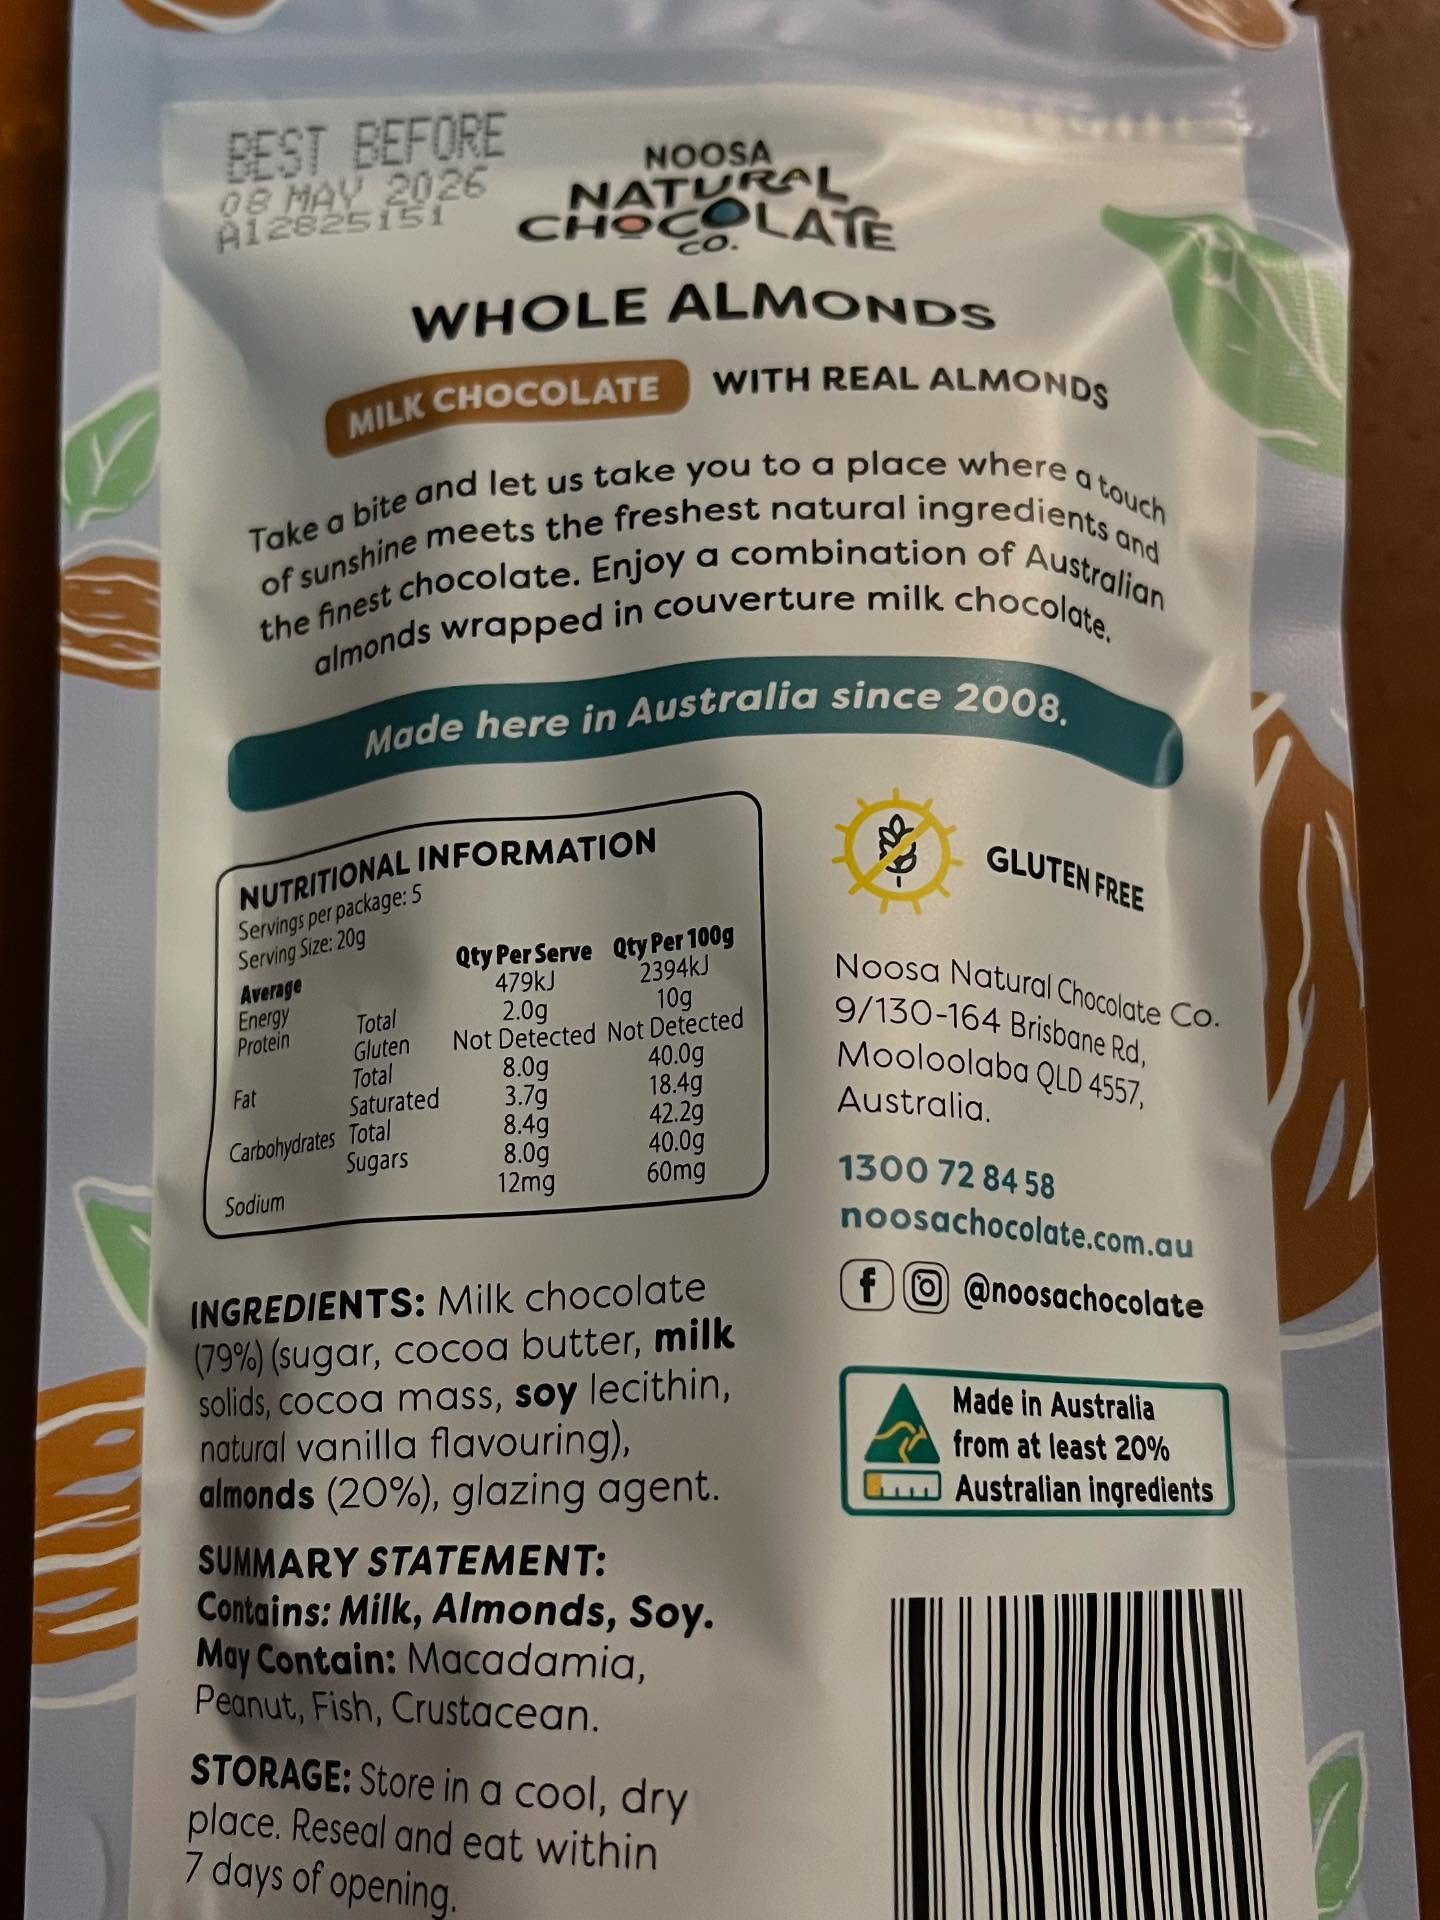 BEST BEFORE
08 MAY 2026
A12825151
NOOSA
NATURAL
CHOCOLATE
CO.
WHOLE ALMONDS
MILK CHOCOLATE WITH REAL ALMONDS
Take a bite and let us take you to a place where a touch
of sunshine meets the freshest natural ingredients and
the finest chocolate. Enjoy a combination of Australian
almonds wrapped in couverture milk chocolate.
Made here in Australia since 2008.
NUTRITIONAL INFORMATION
Servings per package: 5
Serving Size: 20g
Average Qty Per Serve Qty Per 100g
Energy 479kJ 2394kJ
Protein Total 2.0g 10g
Gluten Not Detected Not Detected
Fat Total 8.0g 40.0g
Saturated 3.7g 18.4g
Carbohydrates Total 8.4g 42.2g
Sugars 8.0g 40.0g
Sodium 12mg 60mg
GLUTEN FREE
Noosa Natural Chocolate Co.
9/130-164 Brisbane Rd,
Mooloolaba QLD 4557,
Australia.
1300 72 84 58
noosachocolate.com.au
@noosachocolate
Made in Australia
from at least 20%
Australian ingredients
INGREDIENTS: Milk chocolate
(79%) (sugar, cocoa butter, milk
solids, cocoa mass, soy lecithin,
natural vanilla flavouring),
almonds (20%), glazing agent.
SUMMARY STATEMENT:
Contains: Milk, Almonds, Soy.
May Contain: Macadamia,
Peanut, Fish, Crustacean.
STORAGE: Store in a cool, dry
place. Reseal and eat within
7 days of opening.